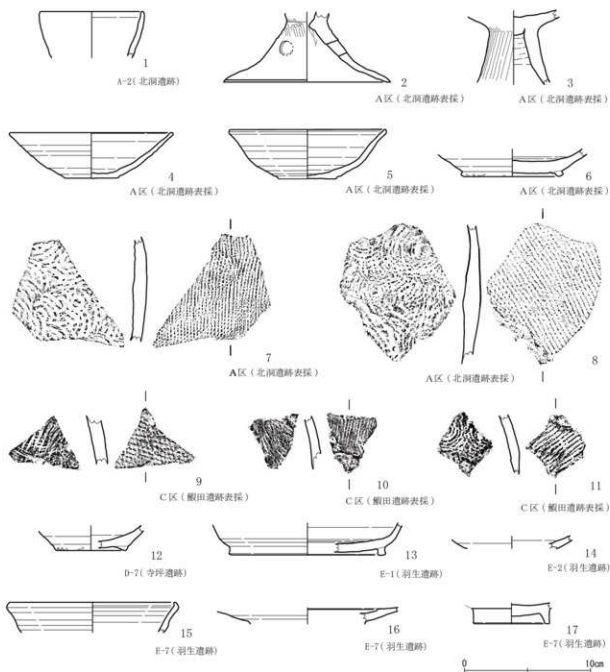 1
A-2(北洞遺跡)
2
A区(北洞遺跡表採)
3
A区(北洞遺跡表採)
4
A区(北洞遺跡表採)
5
A区(北洞遺跡表採)
6
A区(北洞遺跡表採)
7
A区(北洞遺跡表採)
8
A区(北洞遺跡表採)
9
C区(鰕田遺跡表採)
10
C区(鰕田遺跡表採)
11
C区(鰕田遺跡表採)
12
D-7(寺坪遺跡)
13
E-1(羽生遺跡)
14
E-2(羽生遺跡)
15
E-7(羽生遺跡)
16
E-7(羽生遺跡)
17
E-7(羽生遺跡)
0 10cm